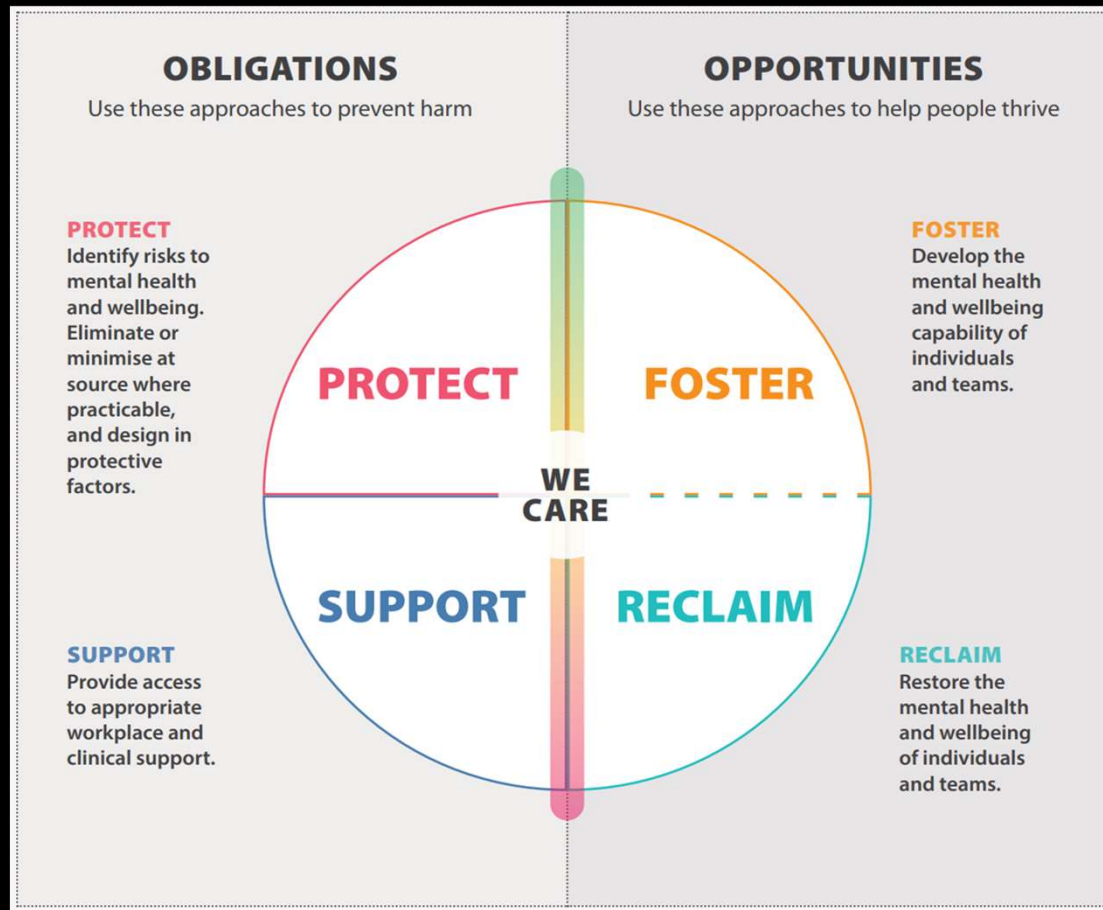 OBLIGATIONS
Use these approaches to prevent harm
OPPORTUNITIES
Use these approaches to help people thrive
PROTECT
Identify risks to
mental health
and wellbeing.
Eliminate or
minimise at
source where
practicable,
and design in
protective
factors.
FOSTER
Develop the
mental health
and wellbeing
capability of
individuals
and teams.
PROTECT
FOSTER
WE
CARE
SUPPORT
RECLAIM
SUPPORT
Provide access
to appropriate
workplace and
clinical support.
RECLAIM
Restore the
mental health
and wellbeing
of individuals
and teams.